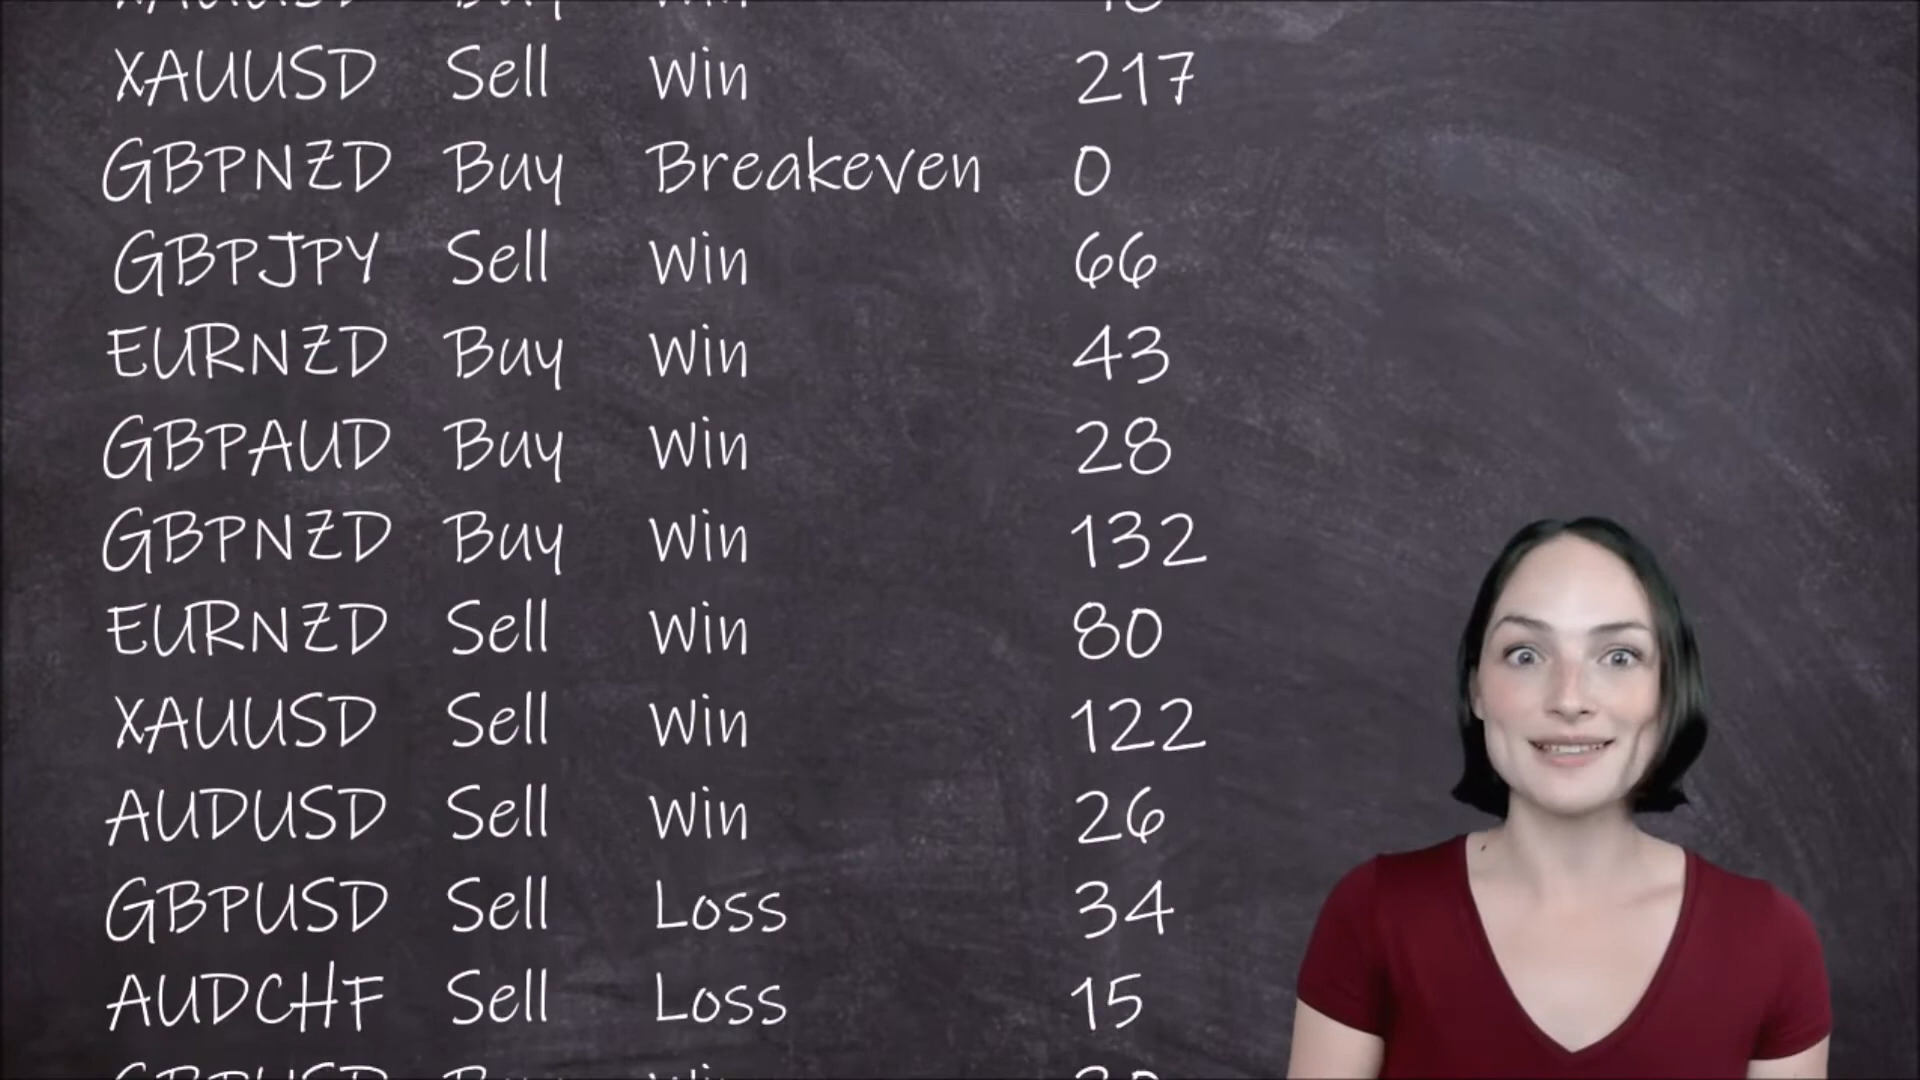 XAUUSD Sell Win 217
GBPNZD Buy Breakeven 0
GBPJPY Sell Win 66
EURNZD Buy Win 43
GBPAUD Buy Win 28
GBPNZD Buy Win 132
EURNZD Sell Win 80
XAUUSD Sell Win 122
AUDUSD Sell Win 26
GBPUSD Sell Loss 34
AUDCHF Sell Loss 15